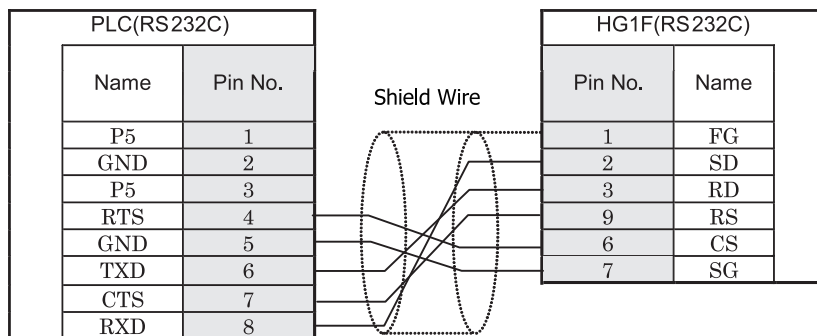 PLC(RS232C)
Name Pin No.
P5 1
GND 2
P5 3
RTS 4
GND 5
TXD 6
CTS 7
RXD 8
Shield Wire
HG1F(RS232C)
Pin No. Name
1 FG
2 SD
3 RD
9 RS
6 CS
7 SG